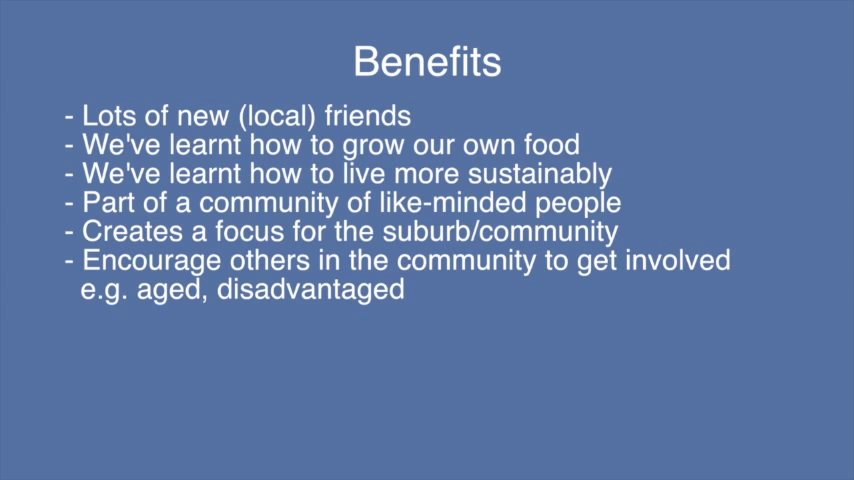 Benefits
- Lots of new (local) friends
- We've learnt how to grow our own food
- We've learnt how to live more sustainably
- Part of a community of like-minded people
- Creates a focus for the suburb/community
- Encourage others in the community to get involved
e.g. aged, disadvantaged